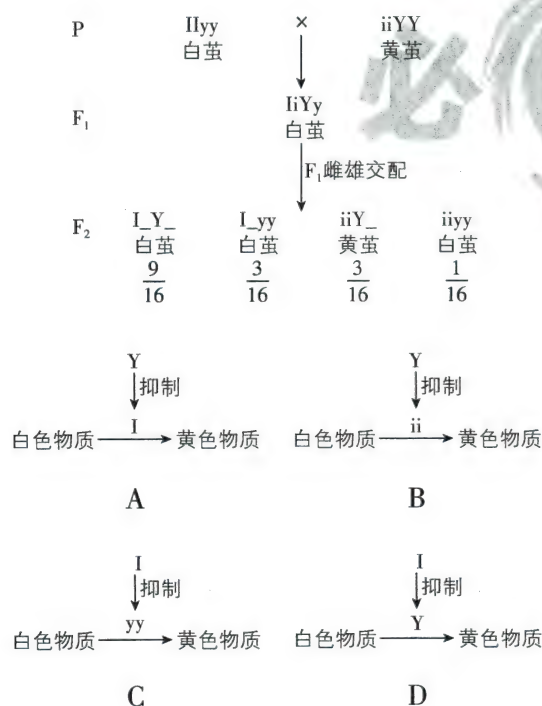 P IIyy × iiYY
白茧 黄茧
F₁ IiYy
白茧
F₁雌雄交配
F₂ I_Y_ I_yy iiY_ iiyy
白茧 白茧 黄茧 白茧
9/16 3/16 3/16 1/16
Y Y
抑制 抑制
白色物质 I 黄色物质 白色物质 ii 黄色物质
A B
I I
抑制 抑制
白色物质 yy 黄色物质 白色物质 Y 黄色物质
C D
必